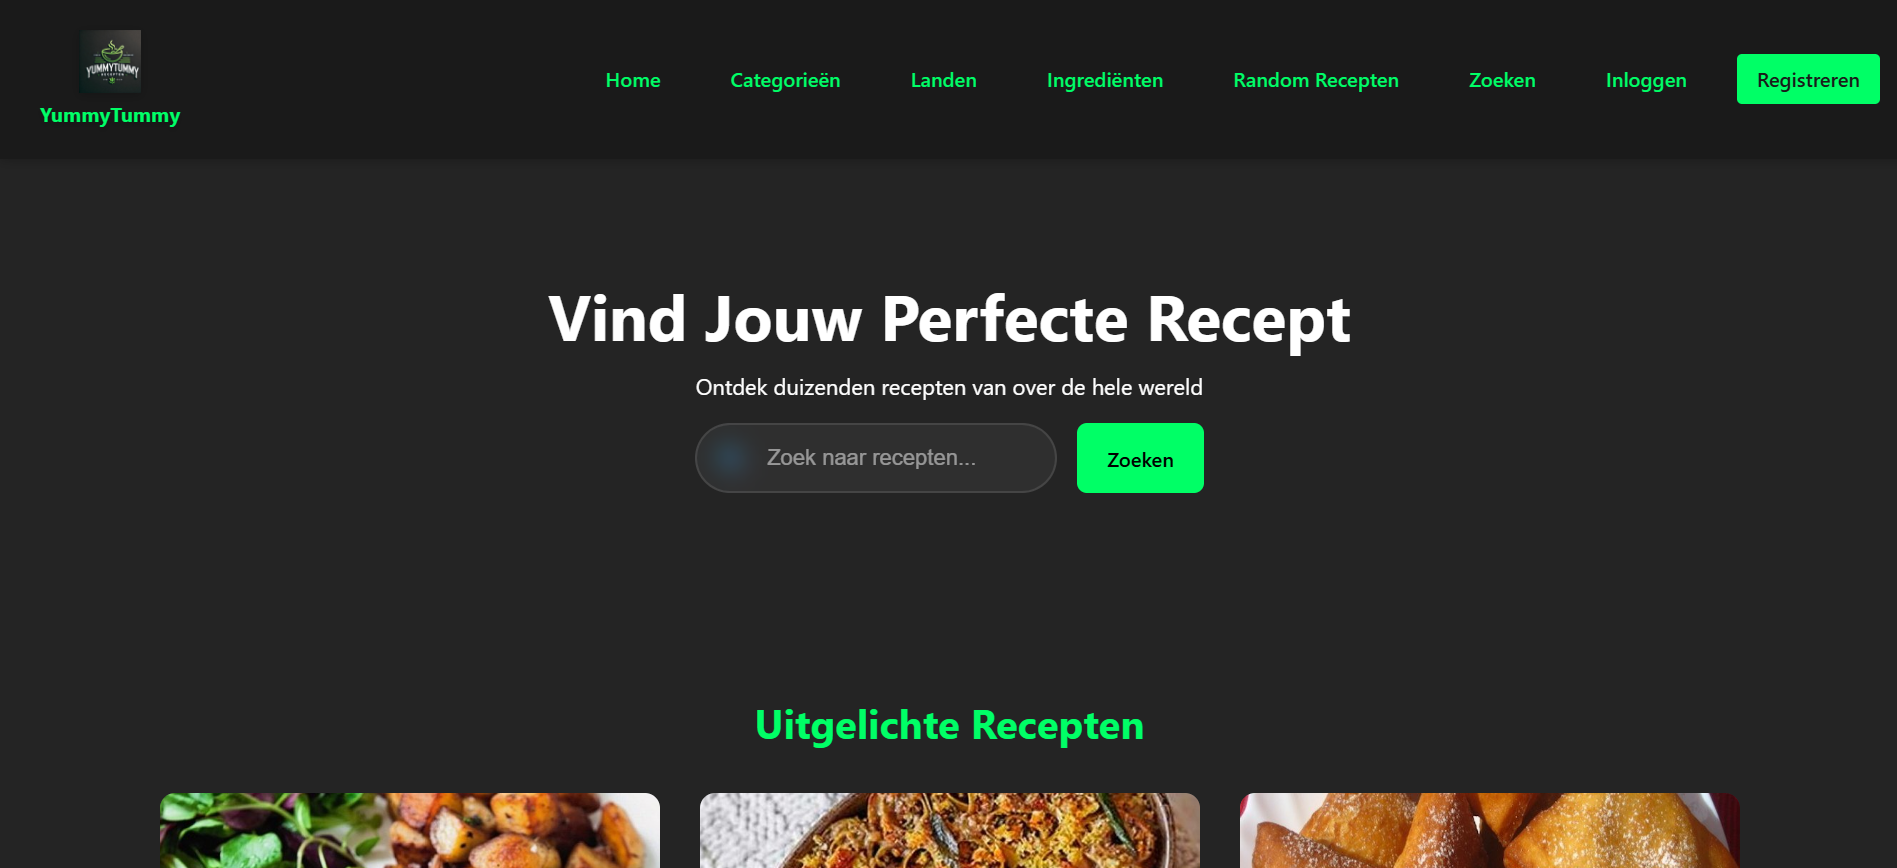 YUMMYTUMMY
RECEPTEN
YummyTummy
Home Categorieën Landen Ingrediënten Random Recepten Zoeken Inloggen Registreren
Vind Jouw Perfecte Recept
Ontdek duizenden recepten van over de hele wereld
Zoek naar recepten... Zoeken
Uitgelichte Recepten